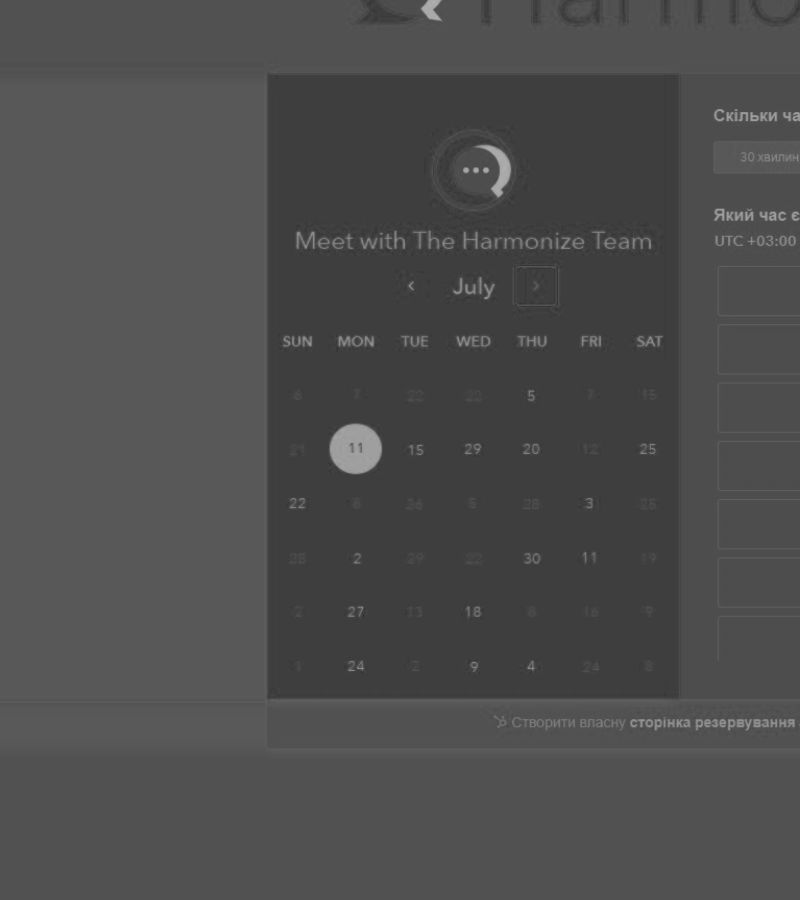 Harmo
Meet with The Harmonize Team
July
SUN MON TUE WED THU FRI SAT
6 7 22 20 5 7 15
21 11 15 29 20 12 25
22 8 26 5 28 3 28
28 2 29 22 30 11 19
2 27 13 18 8 16 9
1 24 2 9 4 24 8
Скільки ча
30 хвилин
Який час є
UTC +03:00
Створити власну сторінка резервування